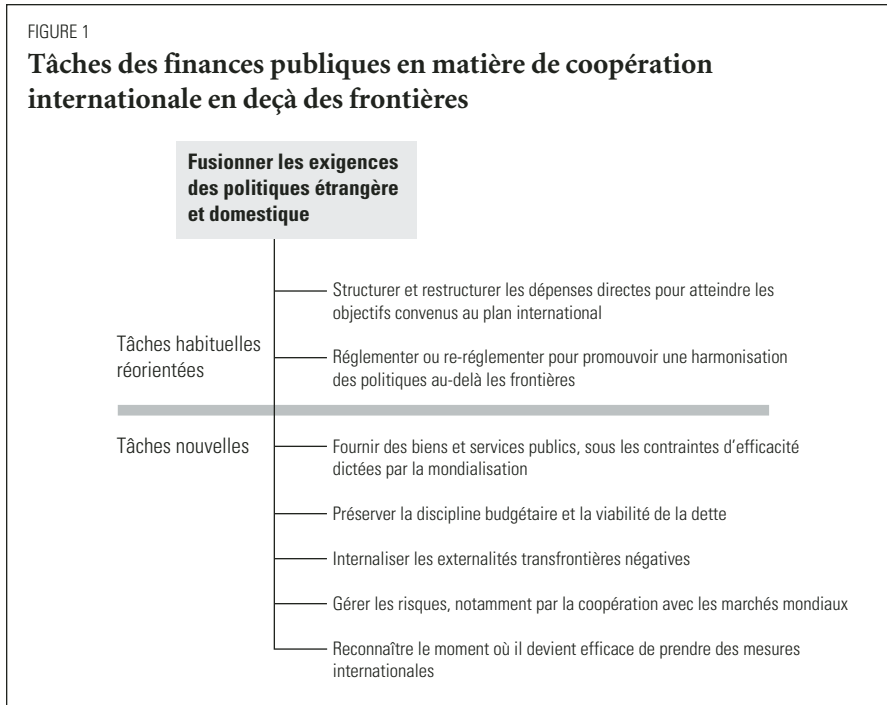 FIGURE 1
Tâches des finances publiques en matière de coopération
internationale en deçà des frontières
Fusionner les exigences
des politiques étrangère
et domestique
Structurer et restructurer les dépenses directes pour atteindre les
objectifs convenus au plan international
Tâches habituelles
réorientées
Réglementer ou re-réglementer pour promouvoir une harmonisation
des politiques au-delà les frontières
Tâches nouvelles
Fournir des biens et services publics, sous les contraintes d'efficacité
dictées par la mondialisation
Préserver la discipline budgétaire et la viabilité de la dette
Internaliser les externalités transfrontières négatives
Gérer les risques, notamment par la coopération avec les marchés mondiaux
Reconnaître le moment où il devient efficace de prendre des mesures
internationales